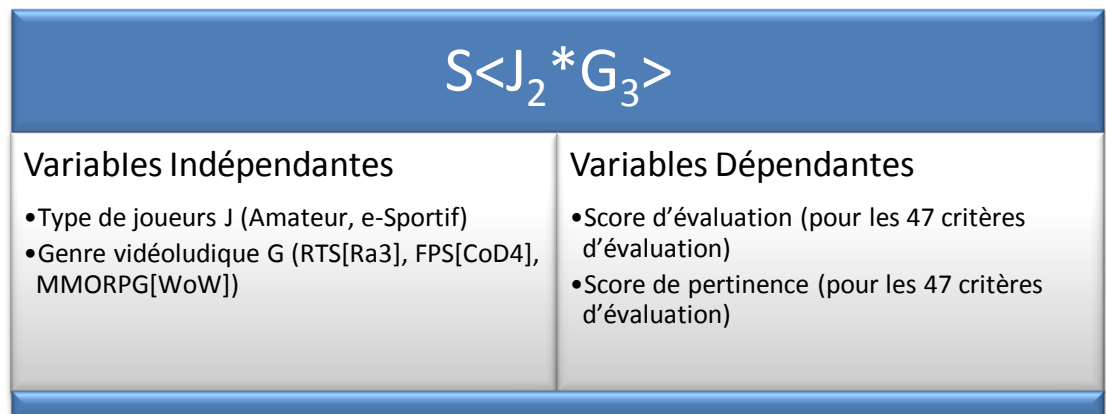 S<J₂*G₃>
Variables Indépendantes
•Type de joueurs J (Amateur, e-Sportif)
•Genre vidéoludique G (RTS[Ra3], FPS[CoD4],
MMORPG[WoW])
Variables Dépendantes
•Score d'évaluation (pour les 47 critères
d'évaluation)
•Score de pertinence (pour les 47 critères
d'évaluation)